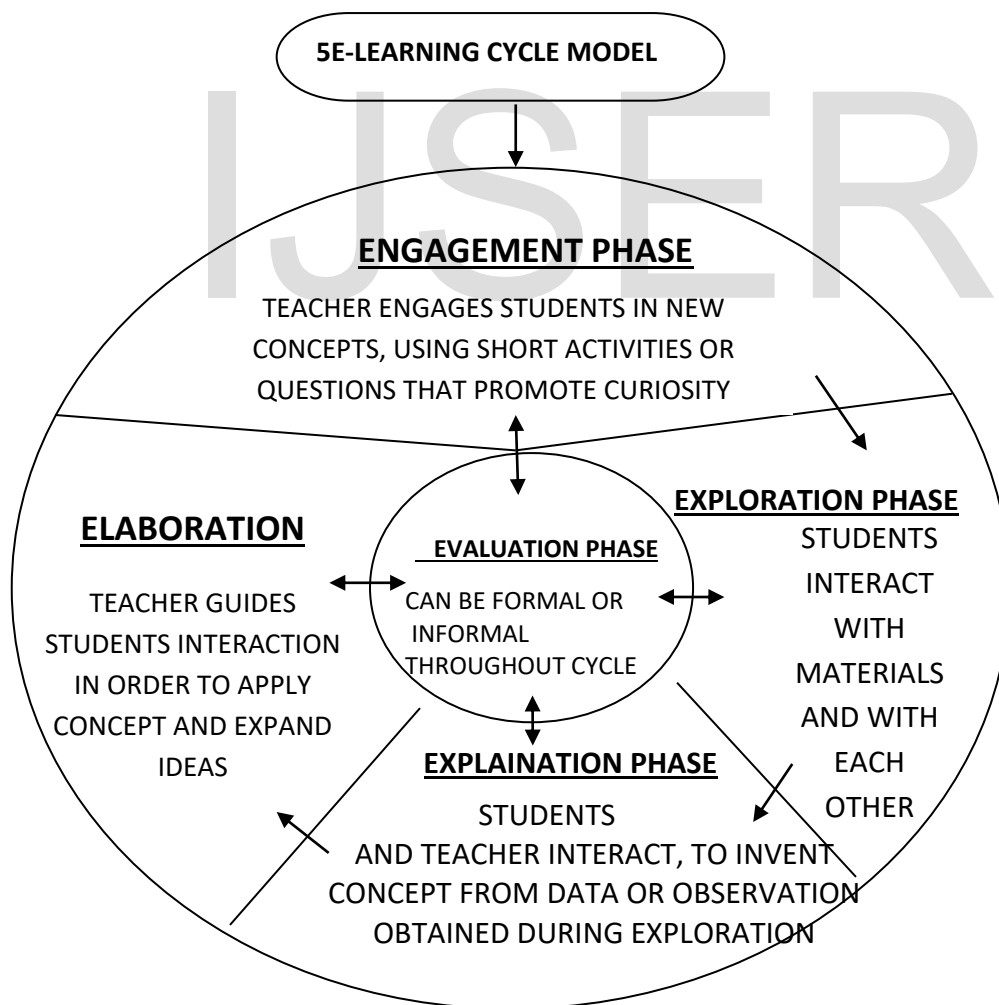 5E-LEARNING CYCLE MODEL
IJSER
ENGAGEMENT PHASE
TEACHER ENGAGES STUDENTS IN NEW
CONCEPTS, USING SHORT ACTIVITIES OR
QUESTIONS THAT PROMOTE CURIOSITY
EXPLORATION PHASE
STUDENTS
INTERACT
WITH
MATERIALS
AND WITH
EACH
OTHER
ELABORATION
TEACHER GUIDES
STUDENTS INTERACTION
IN ORDER TO APPLY
CONCEPT AND EXPAND
IDEAS
EVALUATION PHASE
CAN BE FORMAL OR
INFORMAL
THROUGHOUT CYCLE
EXPLAINATION PHASE
STUDENTS
AND TEACHER INTERACT, TO INVENT
CONCEPT FROM DATA OR OBSERVATION
OBTAINED DURING EXPLORATION